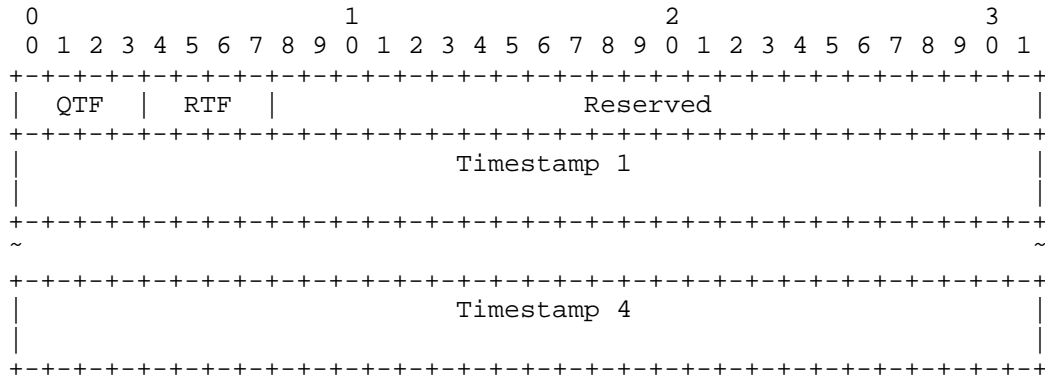 0                   1                   2                   3
 0 1 2 3 4 5 6 7 8 9 0 1 2 3 4 5 6 7 8 9 0 1 2 3 4 5 6 7 8 9 0 1
+-+-+-+-+-+-+-+-+-+-+-+-+-+-+-+-+-+-+-+-+-+-+-+-+-+-+-+-+-+-+-+-+
|  QTF  |  RTF  |                   Reserved                    |
+-+-+-+-+-+-+-+-+-+-+-+-+-+-+-+-+-+-+-+-+-+-+-+-+-+-+-+-+-+-+-+-+
|                          Timestamp 1                          |
|                                                               |
+-+-+-+-+-+-+-+-+-+-+-+-+-+-+-+-+-+-+-+-+-+-+-+-+-+-+-+-+-+-+-+-+
~                                                               ~
+-+-+-+-+-+-+-+-+-+-+-+-+-+-+-+-+-+-+-+-+-+-+-+-+-+-+-+-+-+-+-+-+
|                          Timestamp 4                          |
|                                                               |
+-+-+-+-+-+-+-+-+-+-+-+-+-+-+-+-+-+-+-+-+-+-+-+-+-+-+-+-+-+-+-+-+